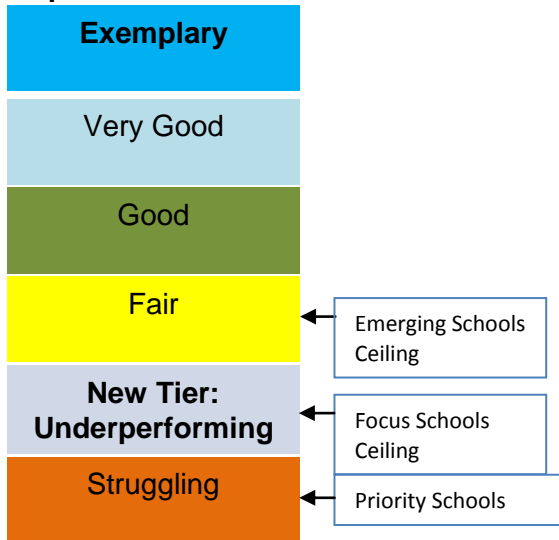 Exemplary
Very Good
Good
Fair
Emerging Schools
Ceiling
New Tier:
Underperforming
Focus Schools
Ceiling
Struggling
Priority Schools